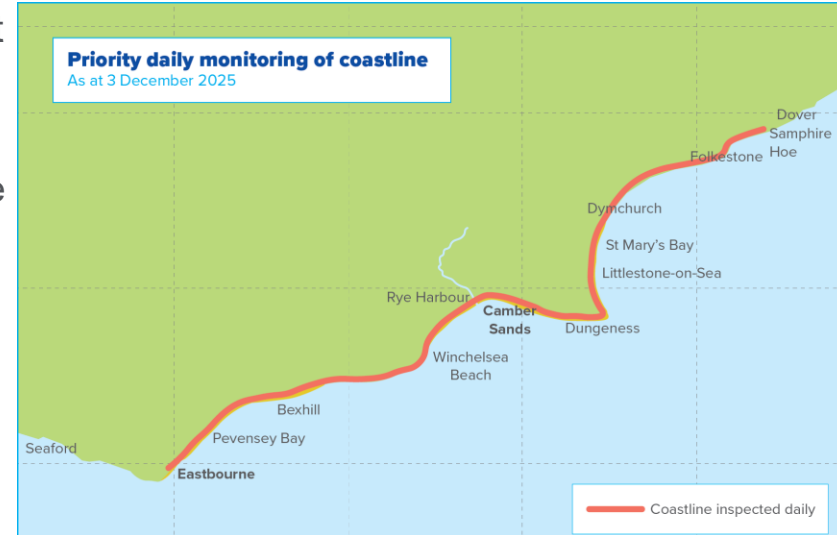 Priority daily monitoring of coastline
As at 3 December 2025
Dover
Samphire
Hoe
Folkestone
Dymchurch
St Mary's Bay
Littlestone-on-Sea
Rye Harbour
Camber
Sands
Dungeness
Winchelsea
Beach
Bexhill
Pevensey Bay
Seaford
Eastbourne
Coastline inspected daily